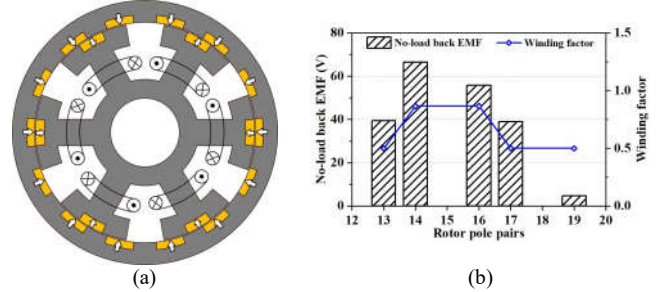 No-load back EMF
Winding factor
No-load back EMF (V)
80
60
40
20
0
1.5
1.0
0.5
0.0
Winding factor
12 13 14 15 16 17 18 19 20
Rotor pole pairs
(a)
(b)